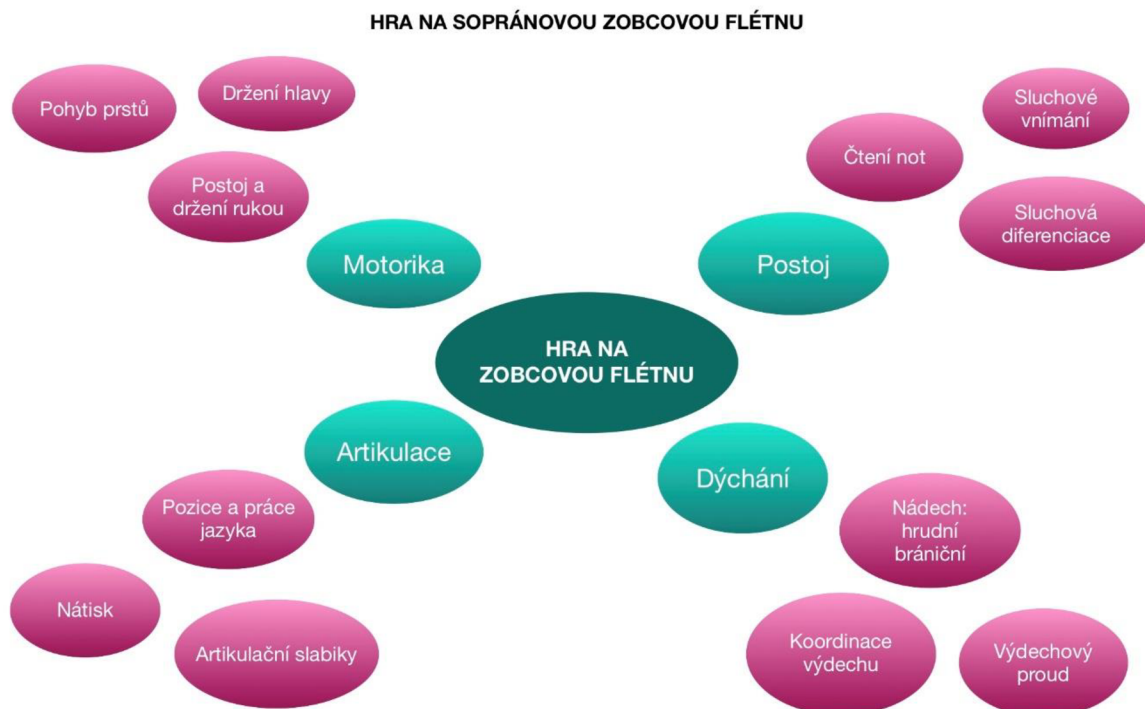 HRA NA SOPRÁNOVOU ZOBCOVOU FLÉTNU
Pohyb prstů
Držení hlavy
Postoj a
držení rukou
Motorika
Sluchové
vnímání
Čtení not
Sluchová
diferenciace
Postoj
HRA NA
ZOBCOVOU FLÉTNU
Artikulace
Pozice a práce
jazyka
Nátisk
Artikulační slabiky
Dýchání
Nádech:
hrudní
brániční
Koordinace
výdechu
Výdechový
proud